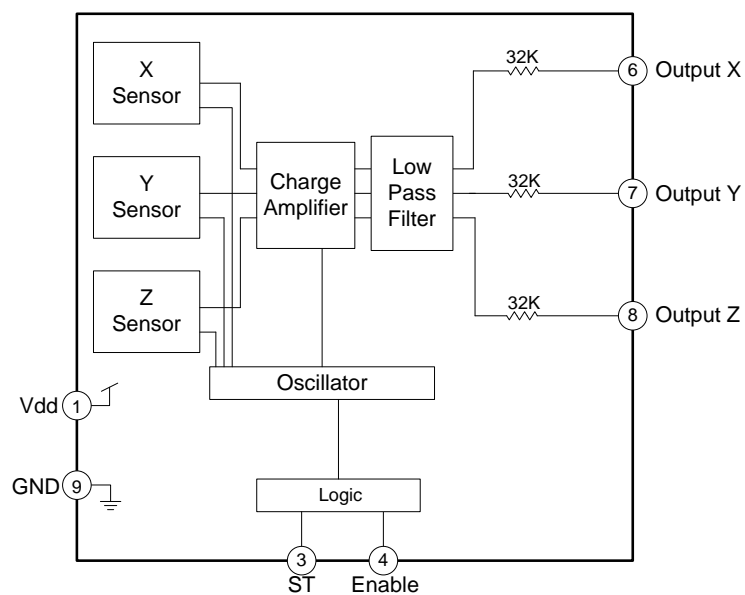 X
Sensor
32K
6 Output X
Y
Sensor
Charge
Amplifier
Low
Pass
Filter
32K
7 Output Y
Z
Sensor
32K
8 Output Z
Oscillator
Vdd 1
GND 9
Logic
3
ST
4
Enable